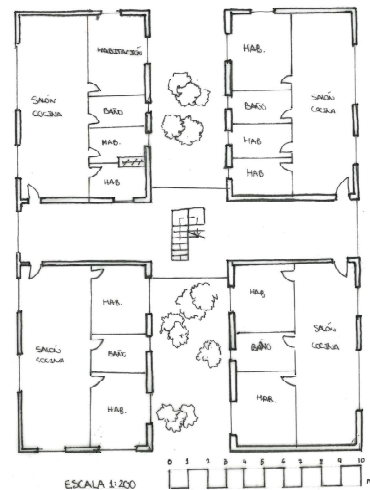 HABITACIÓN
SALÓN
COCINA
BAÑO
HAB.
HAB
HAB.
BAÑO
HAB
HAB
SALÓN
COCINA
HAB.
SALÓN
COCINA
BAÑO
HAB.
HAB
BAÑO
HAB.
SALÓN
COCINA
ESCALA 1:200
0 1 2 3 4 5 6 7 8 9 10
m